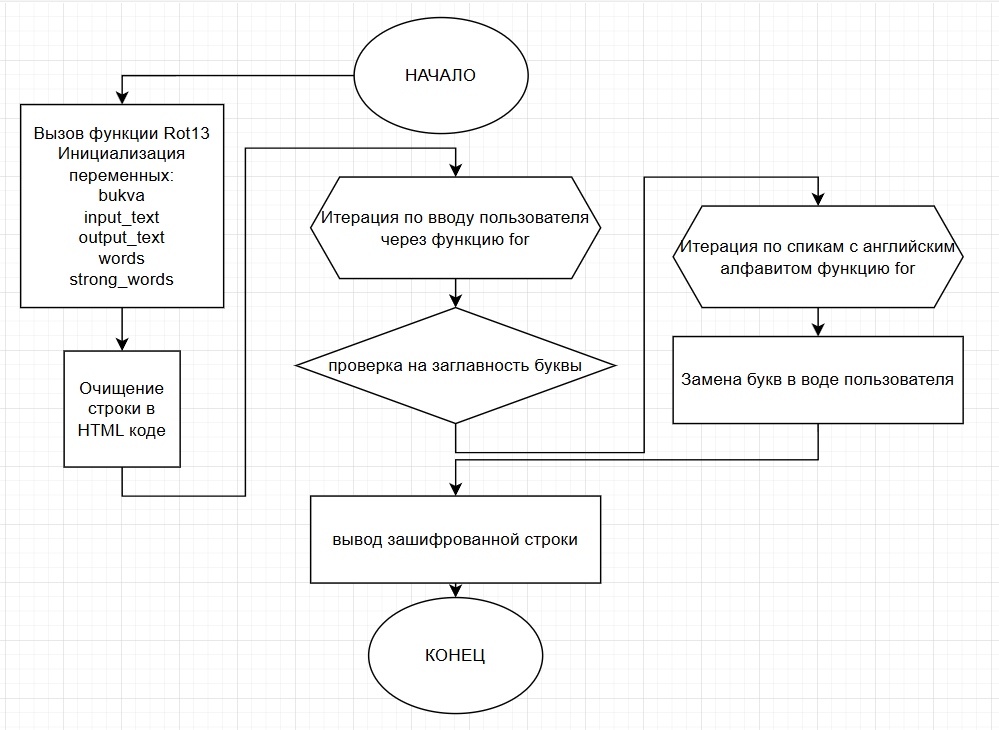 НАЧАЛО
Вызов функции Rot13
Инициализация
переменных:
bukva
input_text
output_text
words
strong_words
Очищение
строки в
HTML коде
Итерация по вводу пользователя
через функцию for
проверка на заглавность буквы
Итерация по спикам с английским
алфавитом функцию for
Замена букв в воде пользователя
вывод зашифрованной строки
КОНЕЦ